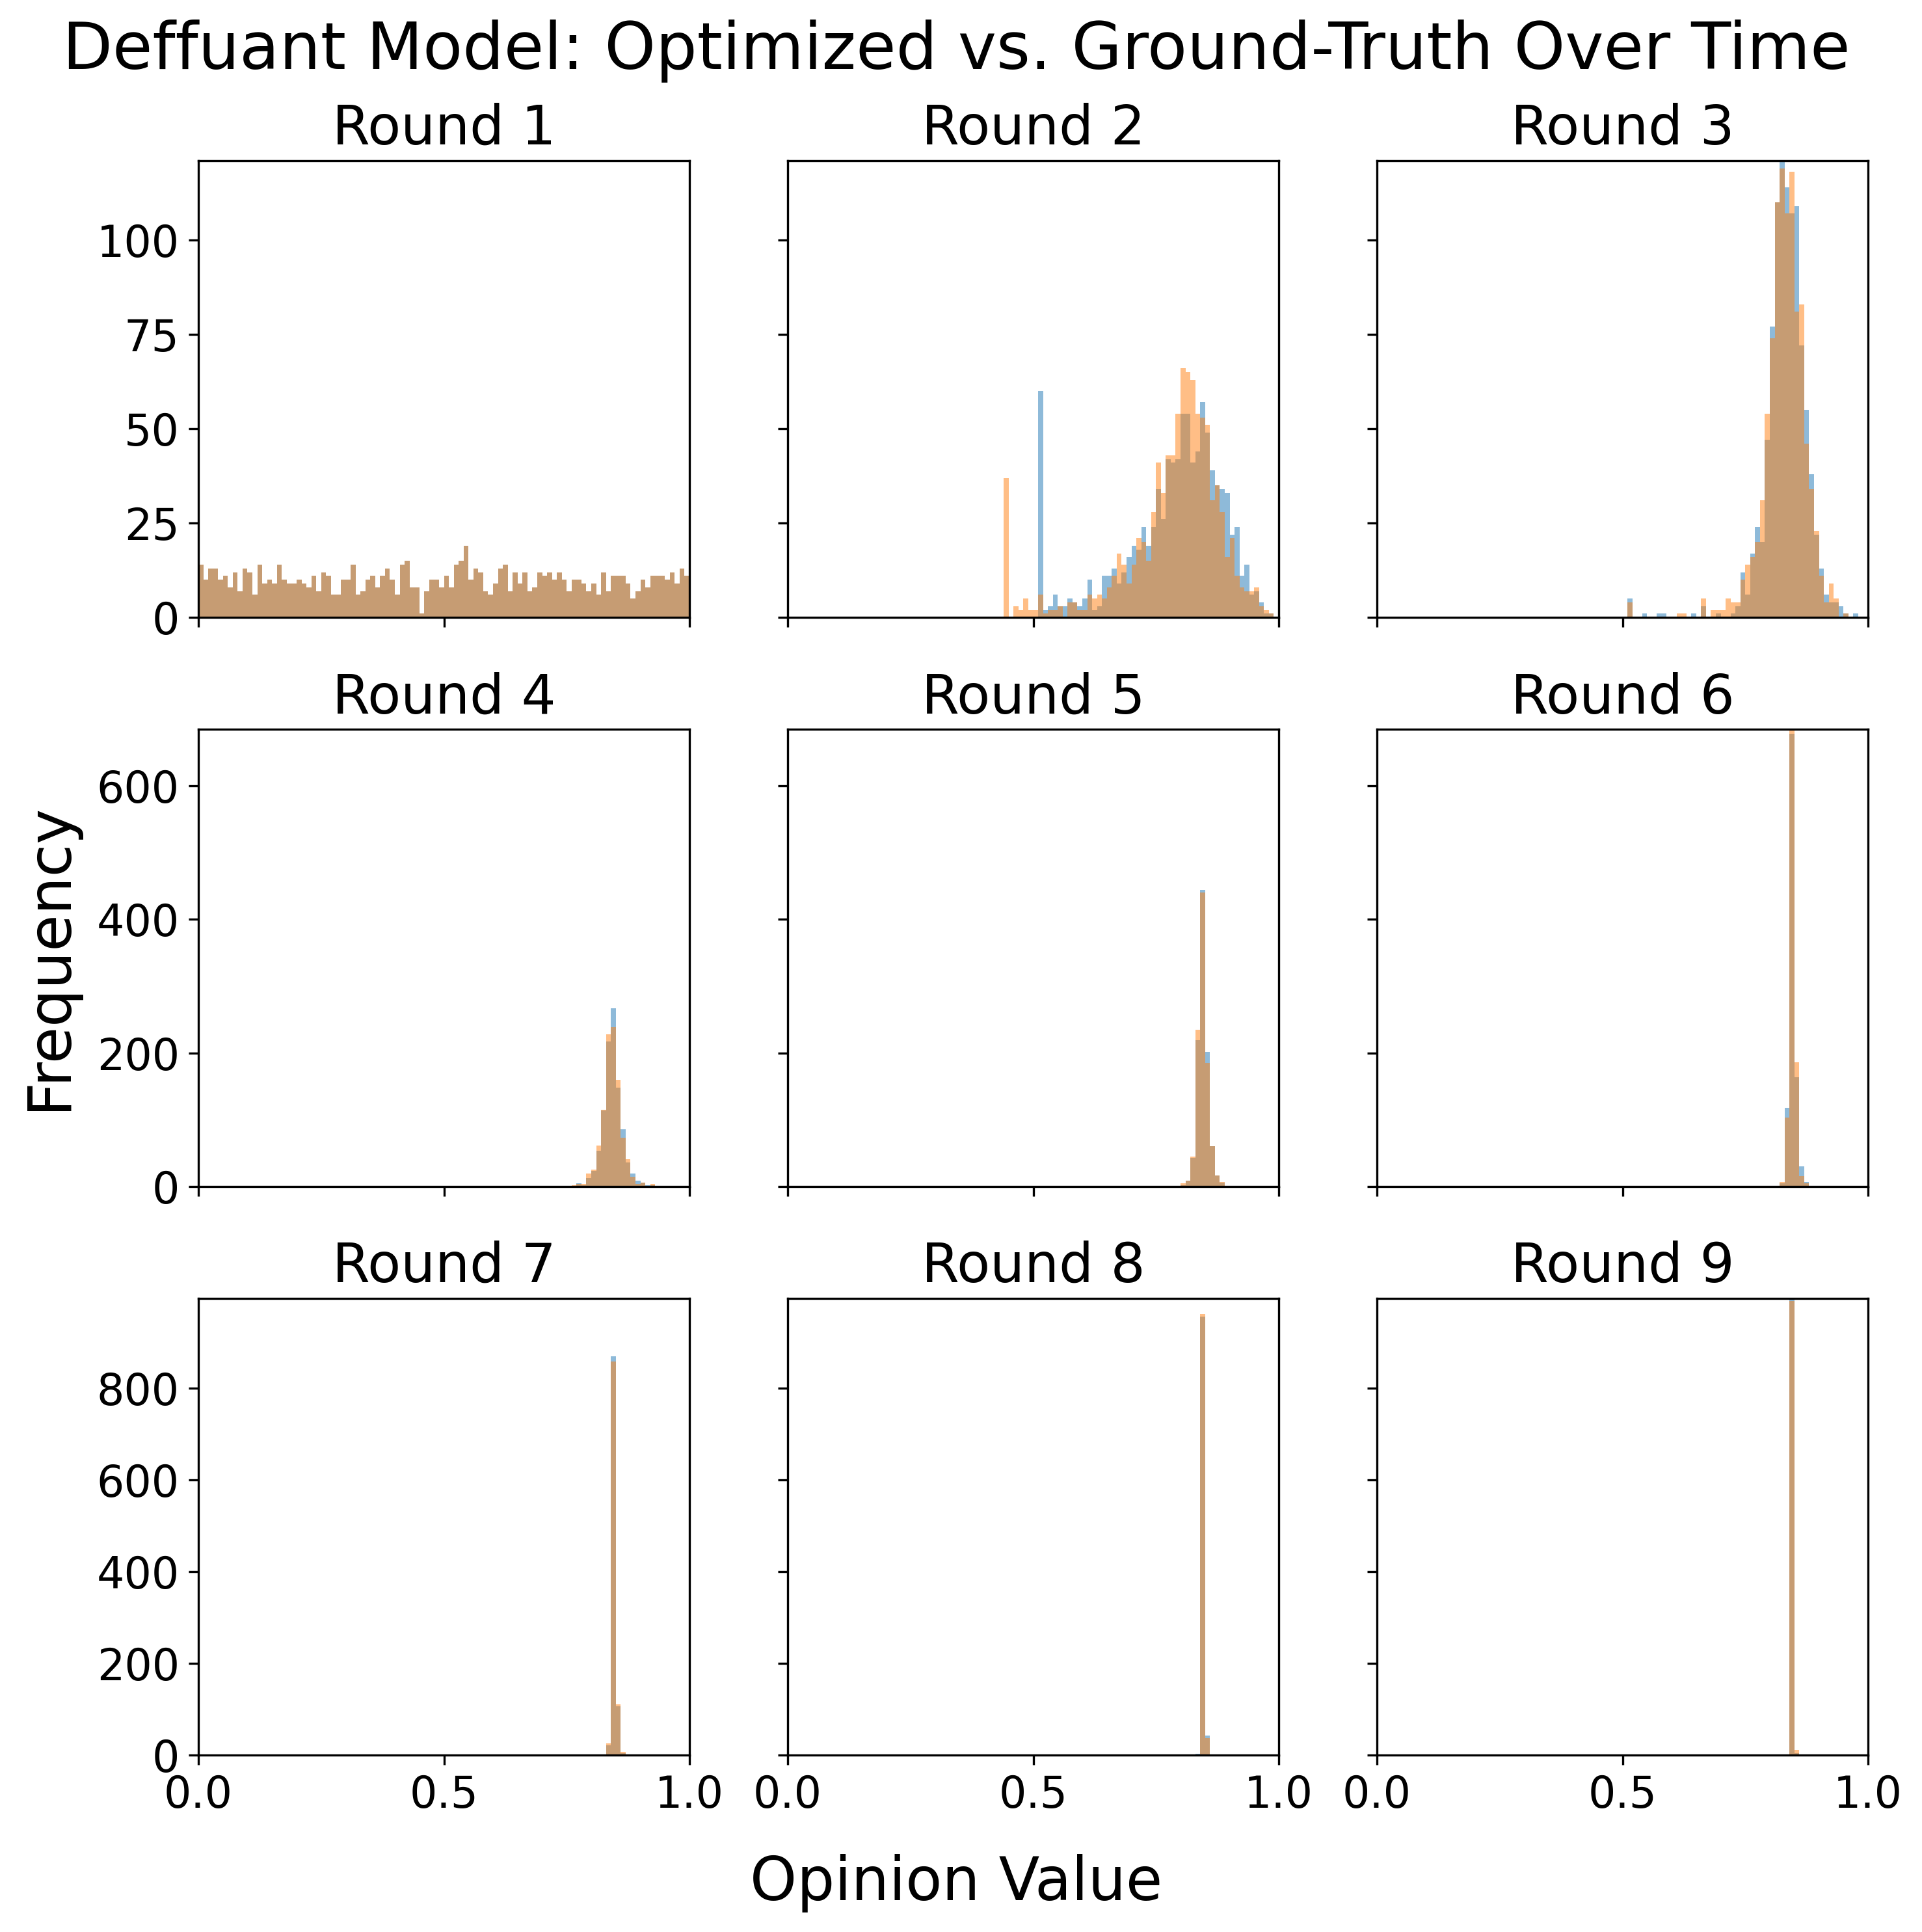 Deffuant Model: Optimized vs. Ground-Truth Over Time
Round 1
Round 2
Round 3
100
75
50
25
0
Round 4
Round 5
Round 6
Frequency
600
400
200
0
Round 7
Round 8
Round 9
800
600
400
200
0
0.0 0.5 1.0
0.0 0.5 1.0
0.0 0.5 1.0
Opinion Value